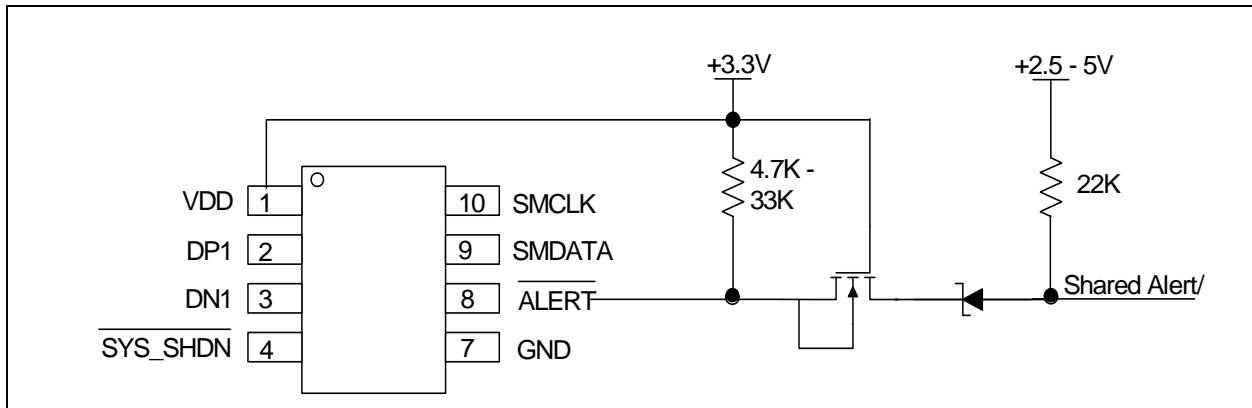 +3.3V
+2.5 - 5V
4.7K -
33K
22K
VDD 1
10 SMCLK
DP1 2
9 SMDATA
DN1 3
8 ALERT
SYS_SHDN 4
7 GND
Shared Alert/